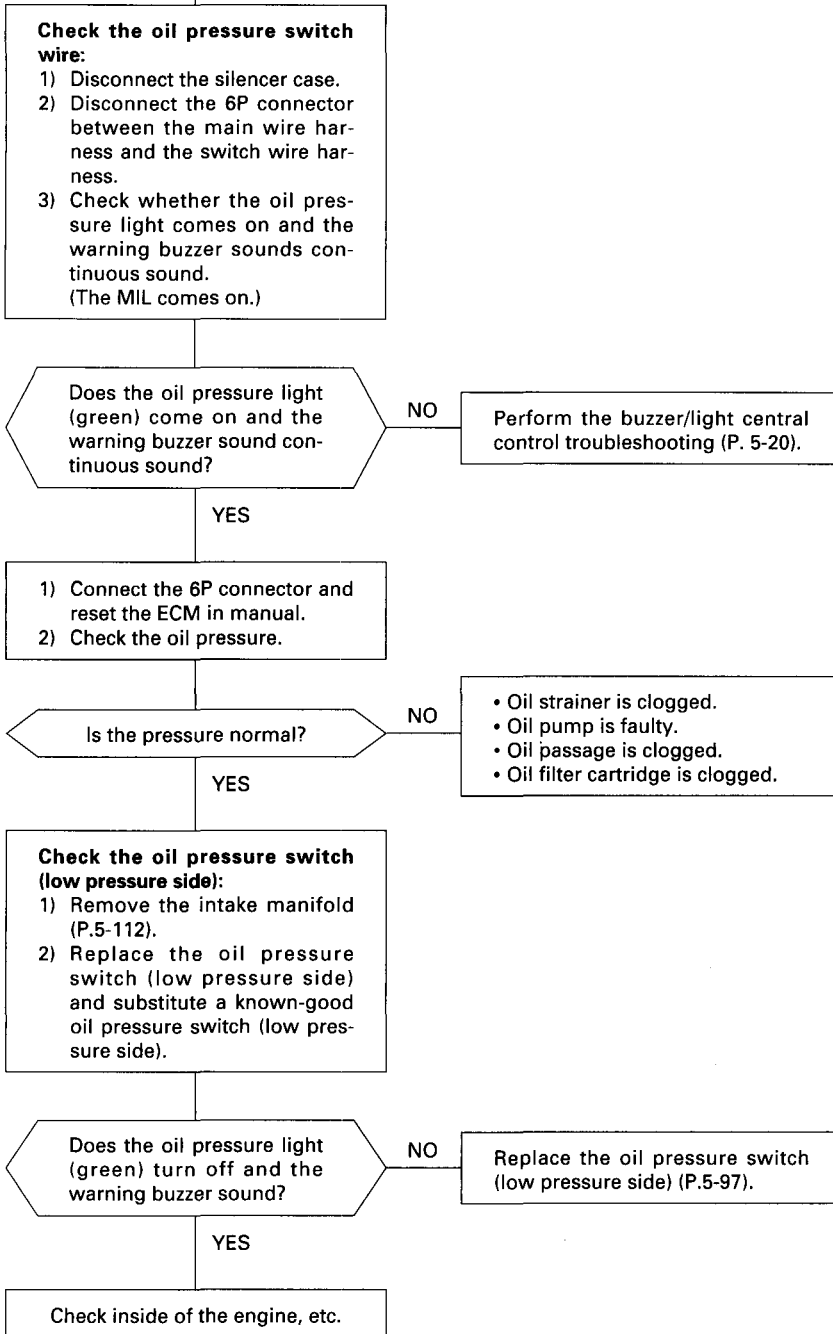 Check the oil pressure switch
wire:
1) Disconnect the silencer case.
2) Disconnect the 6P connector
between the main wire har-
ness and the switch wire har-
ness.
3) Check whether the oil pres-
sure light comes on and the
warning buzzer sounds con-
tinuous sound.
(The MIL comes on.)
Does the oil pressure light
(green) come on and the
warning buzzer sound con-
tinuous sound?
NO
Perform the buzzer/light central
control troubleshooting (P. 5-20).
YES
1) Connect the 6P connector and
reset the ECM in manual.
2) Check the oil pressure.
Is the pressure normal?
NO
• Oil strainer is clogged.
• Oil pump is faulty.
• Oil passage is clogged.
• Oil filter cartridge is clogged.
YES
Check the oil pressure switch
(low pressure side):
1) Remove the intake manifold
(P.5-112).
2) Replace the oil pressure
switch (low pressure side)
and substitute a known-good
oil pressure switch (low pres-
sure side).
Does the oil pressure light
(green) turn off and the
warning buzzer sound?
NO
Replace the oil pressure switch
(low pressure side) (P.5-97).
YES
Check inside of the engine, etc.